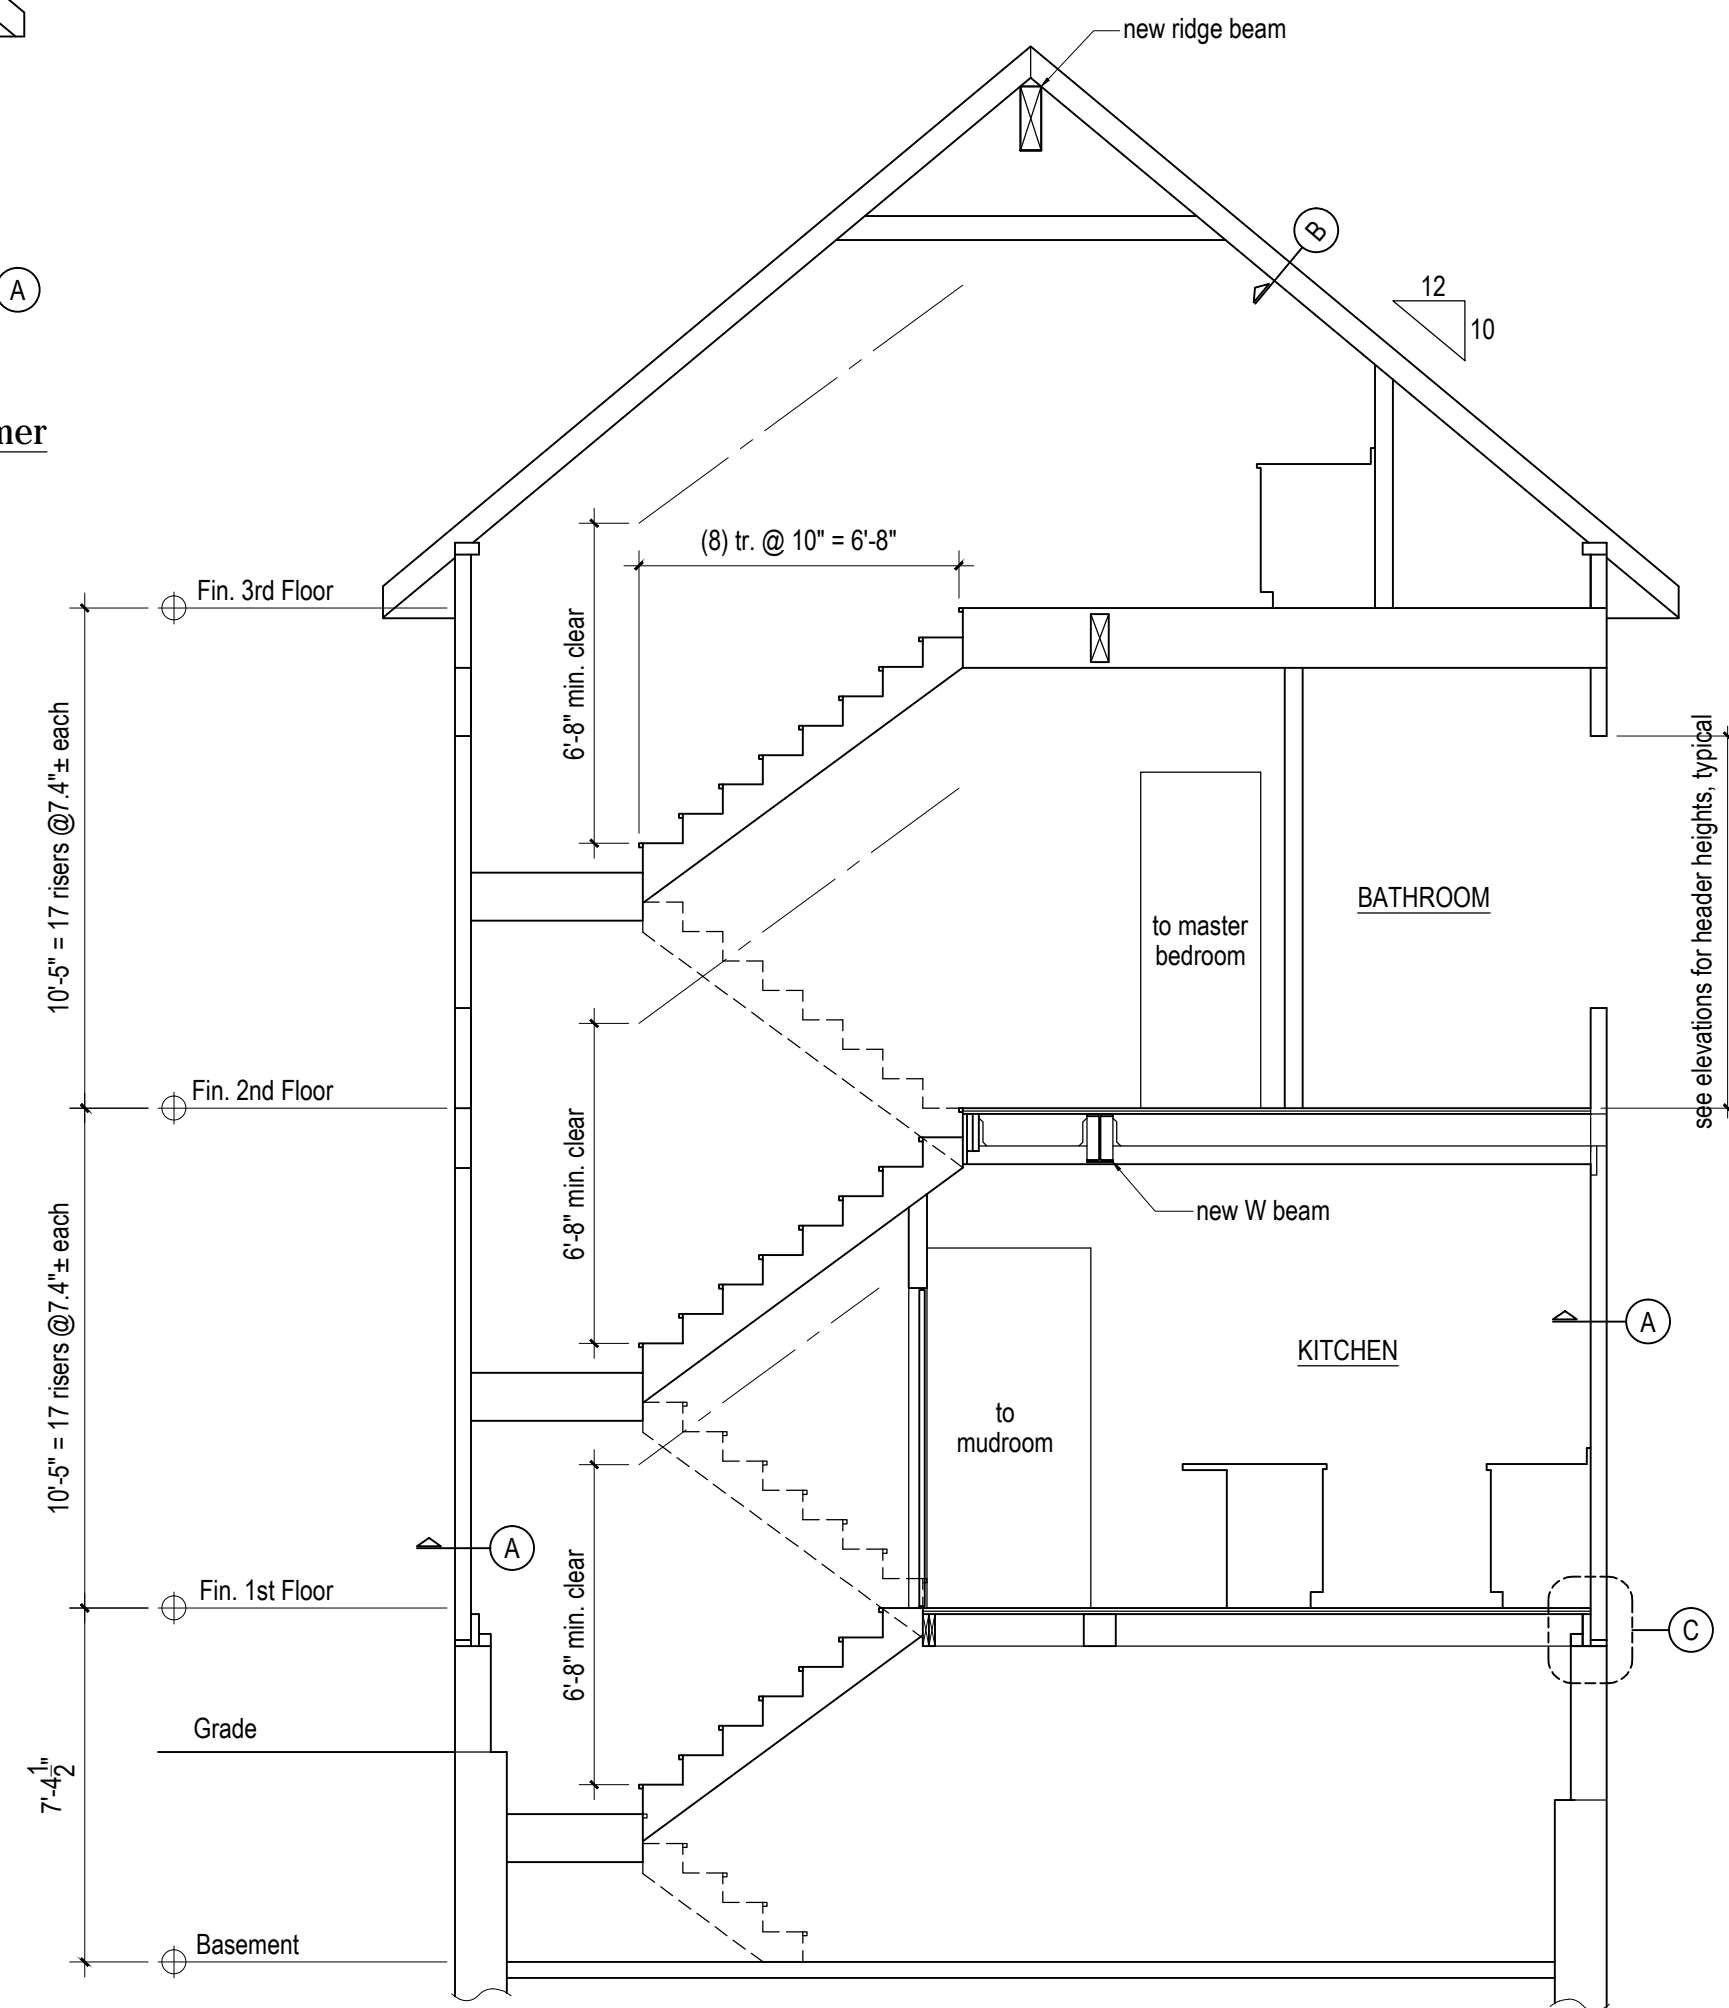 new ridge beam
B
A
12
10
mer
(8) tr. @ 10" = 6'-8"
Fin. 3rd Floor
6'-8" min. clear
10'-5" = 17 risers @7.4"± each
see elevations for header heights, typical
BATHROOM
to master
bedroom
Fin. 2nd Floor
6'-8" min. clear
new W beam
10'-5" = 17 risers @7.4"± each
A
KITCHEN
to
mudroom
A
Fin. 1st Floor
6'-8" min. clear
C
Grade
7'-4 1/2"
Basement